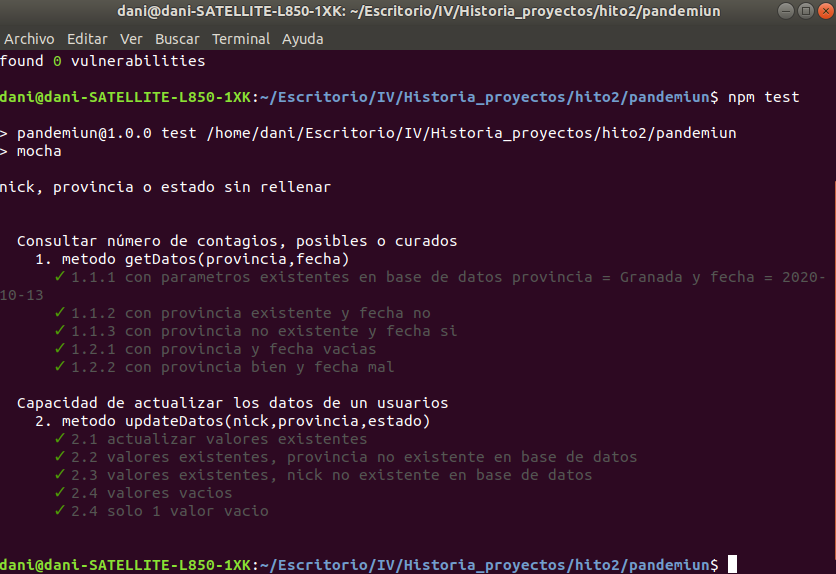 dani@dani-SATELLITE-L850-1XK: ~/Escritorio/IV/Historia_proyectos/hito2/pandemiun
Archivo Editar Ver Buscar Terminal Ayuda
found 0 vulnerabilities
dani@dani-SATELLITE-L850-1XK:~/Escritorio/IV/Historia_proyectos/hito2/pandemiun$ npm test
> pandemiun@1.0.0 test /home/dani/Escritorio/IV/Historia_proyectos/hito2/pandemiun
> mocha
nick, provincia o estado sin rellenar
Consultar número de contagios, posibles o curados
1. metodo getDatos(provincia,fecha)
✓ 1.1.1 con parametros existentes en base de datos provincia = Granada y fecha = 2020-
10-13
✓ 1.1.2 con provincia existente y fecha no
✓ 1.1.3 con provincia no existente y fecha si
✓ 1.2.1 con provincia y fecha vacias
✓ 1.2.2 con provincia bien y fecha mal
Capacidad de actualizar los datos de un usuarios
2. metodo updateDatos(nick,provincia,estado)
✓ 2.1 actualizar valores existentes
✓ 2.2 valores existentes, provincia no existente en base de datos
✓ 2.3 valores existentes, nick no existente en base de datos
✓ 2.4 valores vacios
✓ 2.4 solo 1 valor vacio
dani@dani-SATELLITE-L850-1XK:~/Escritorio/IV/Historia_proyectos/hito2/pandemiun$